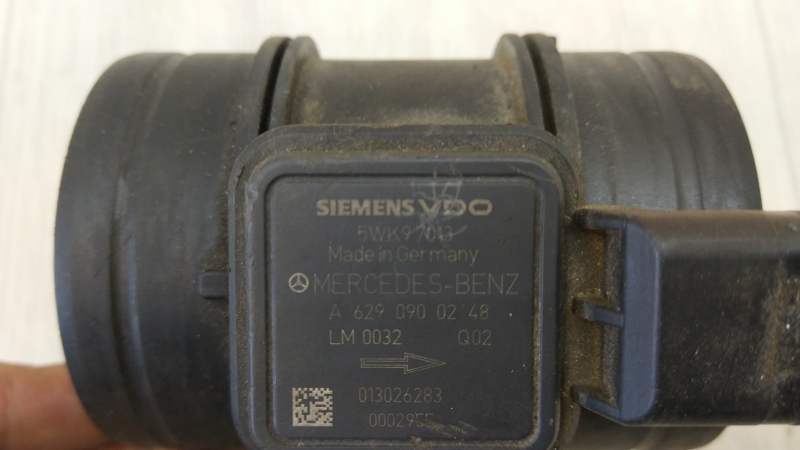 SIEMENS VDO
5WK97013
Made in Germany
MERCEDES-BENZ
A 629 090 02 48
LM 0032 Q02
013026283